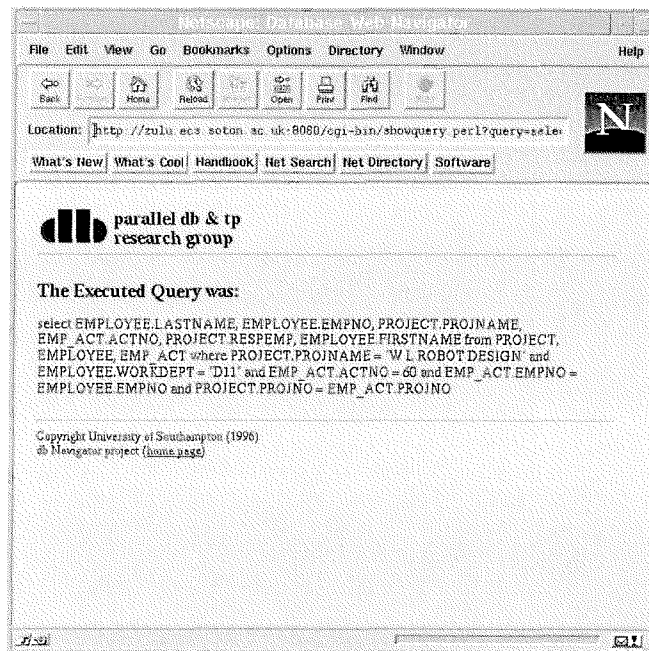 Netscape: Database Web Navigator
File Edit View Go Bookmarks Options Directory Window Help
Back Home Reload Open Print Find
Location: http://zulu.ecs.soton.ac.uk:8080/cgi-bin/showquery.perl?query=sele
N
What's New! What's Cool! Handbook Net Search Net Directory Software
db parallel db & tp
research group
The Executed Query was:
select EMPLOYEE.LASTNAME, EMPLOYEE.EMPNO, PROJECT.PROJNAME,
EMP_ACT.ACTNO, PROJECT.RESPEMP, EMPLOYEE.FIRSTNAME from PROJECT,
EMPLOYEE, EMP_ACT where PROJECT.PROJNAME = 'W L ROBOT DESIGN' and
EMPLOYEE.WORKDEPT = 'D11' and EMP_ACT.ACTNO = 60 and EMP_ACT.EMPNO =
EMPLOYEE.EMPNO and PROJECT.PROJNO = EMP_ACT.PROJNO
Copyright University of Southampton (1996)
db Navigator project (home page)